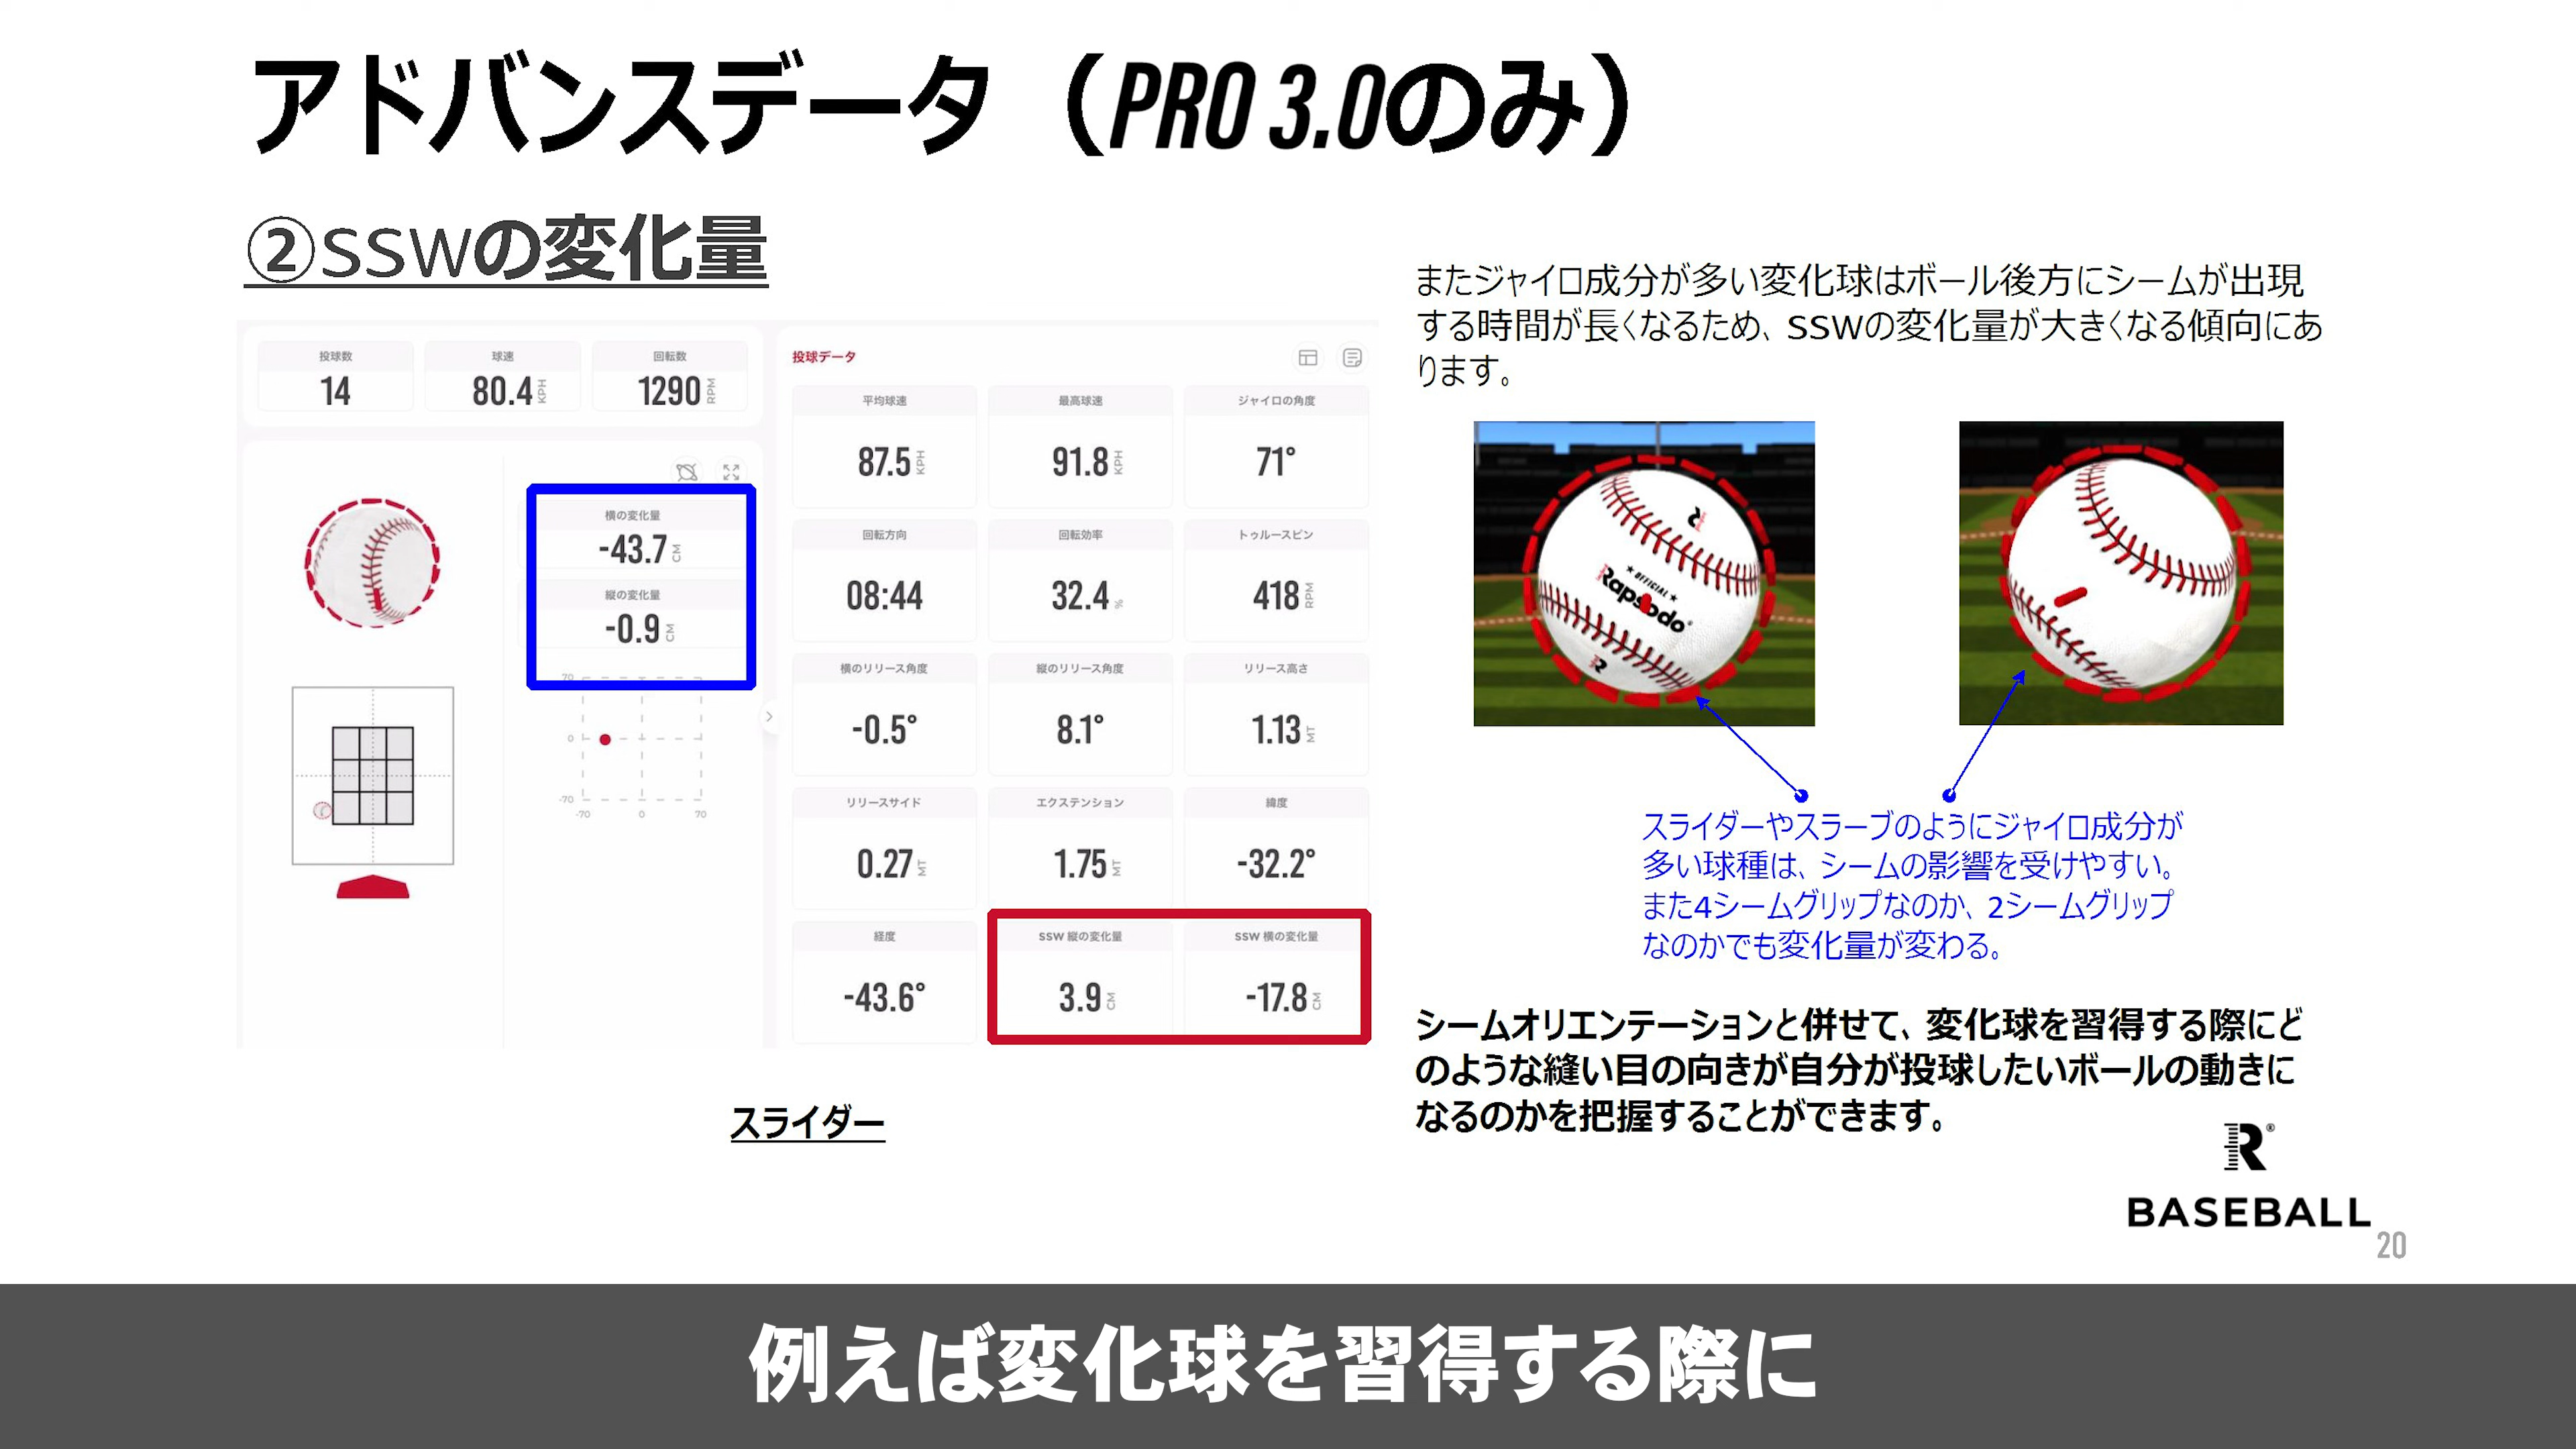 アドバンスデータ（PRO 3.0のみ）
②SSWの変化量
投球数
14
球速
80.4 KPH
回転数
1290 RPM
横の変化量
-43.7 CM
縦の変化量
-0.9 CM
70
0
-70
-70 0 70
投球データ
平均球速
87.5 KPH
最高球速
91.8 KPH
ジャイロの角度
71°
回転方向
08:44
回転効率
32.4 %
トゥルースピン
418 RPM
横のリリース角度
-0.5°
縦のリリース角度
8.1°
リリース高さ
1.13 MT
リリースサイド
0.27 MT
エクステンション
1.75 MT
緯度
-32.2°
経度
-43.6°
SSW 縦の変化量
3.9 CM
SSW 横の変化量
-17.8 CM
スライダー
またジャイロ成分が多い変化球はボール後方にシームが出現
する時間が長くなるため、SSWの変化量が大きくなる傾向にあ
ります。
★ OFFICIAL ★
Rapsodo
スライダーやスラーブのようにジャイロ成分が
多い球種は、シームの影響を受けやすい。
また4シームグリップなのか、2シームグリップ
なのかでも変化量が変わる。
シームオリエンテーションと併せて、変化球を習得する際にど
のような縫い目の向きが自分が投球したいボールの動きに
なるのかを把握することができます。
R®
BASEBALL
20
例えば変化球を習得する際に